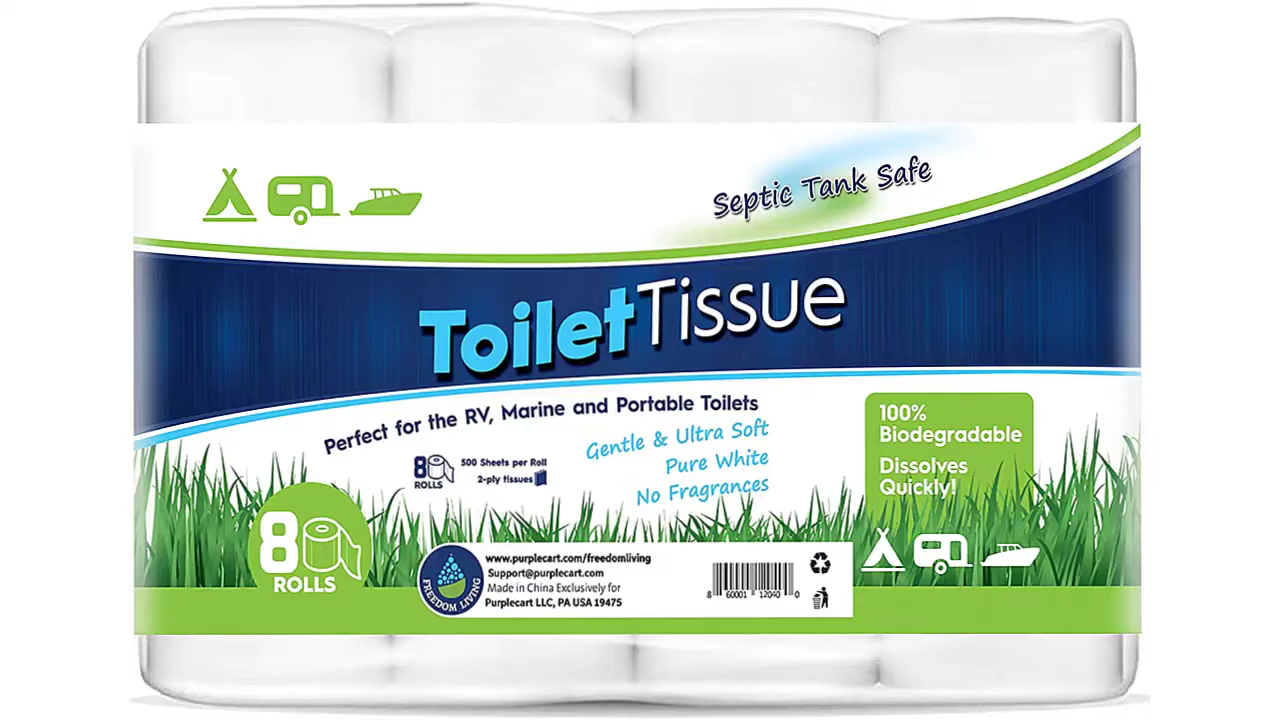 Septic Tank Safe
Toilet Tissue
Perfect for the RV, Marine and Portable Toilets
Gentle & Ultra Soft
Pure White
No Fragrances
8
ROLLS
500 Sheets per Roll
2-ply tissues
100%
Biodegradable
Dissolves
Quickly!
8
ROLLS
FREEDOM LIVING
www.purplecart.com/freedomliving
Support@purplecart.com
Made in China Exclusively for
Purplecart LLC, PA USA 19475
8 60001 12040 0